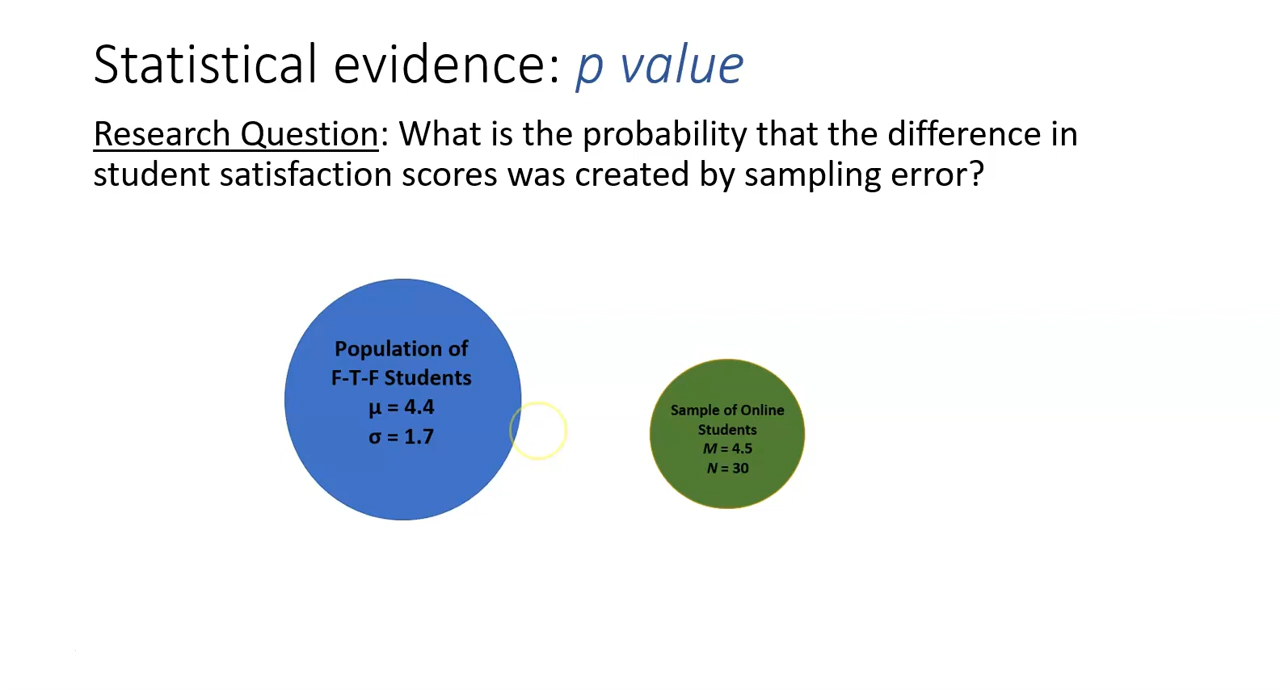 Statistical evidence: p value
Research Question: What is the probability that the difference in
student satisfaction scores was created by sampling error?
Population of
F-T-F Students
μ = 4.4
σ = 1.7
Sample of Online
Students
M = 4.5
N = 30